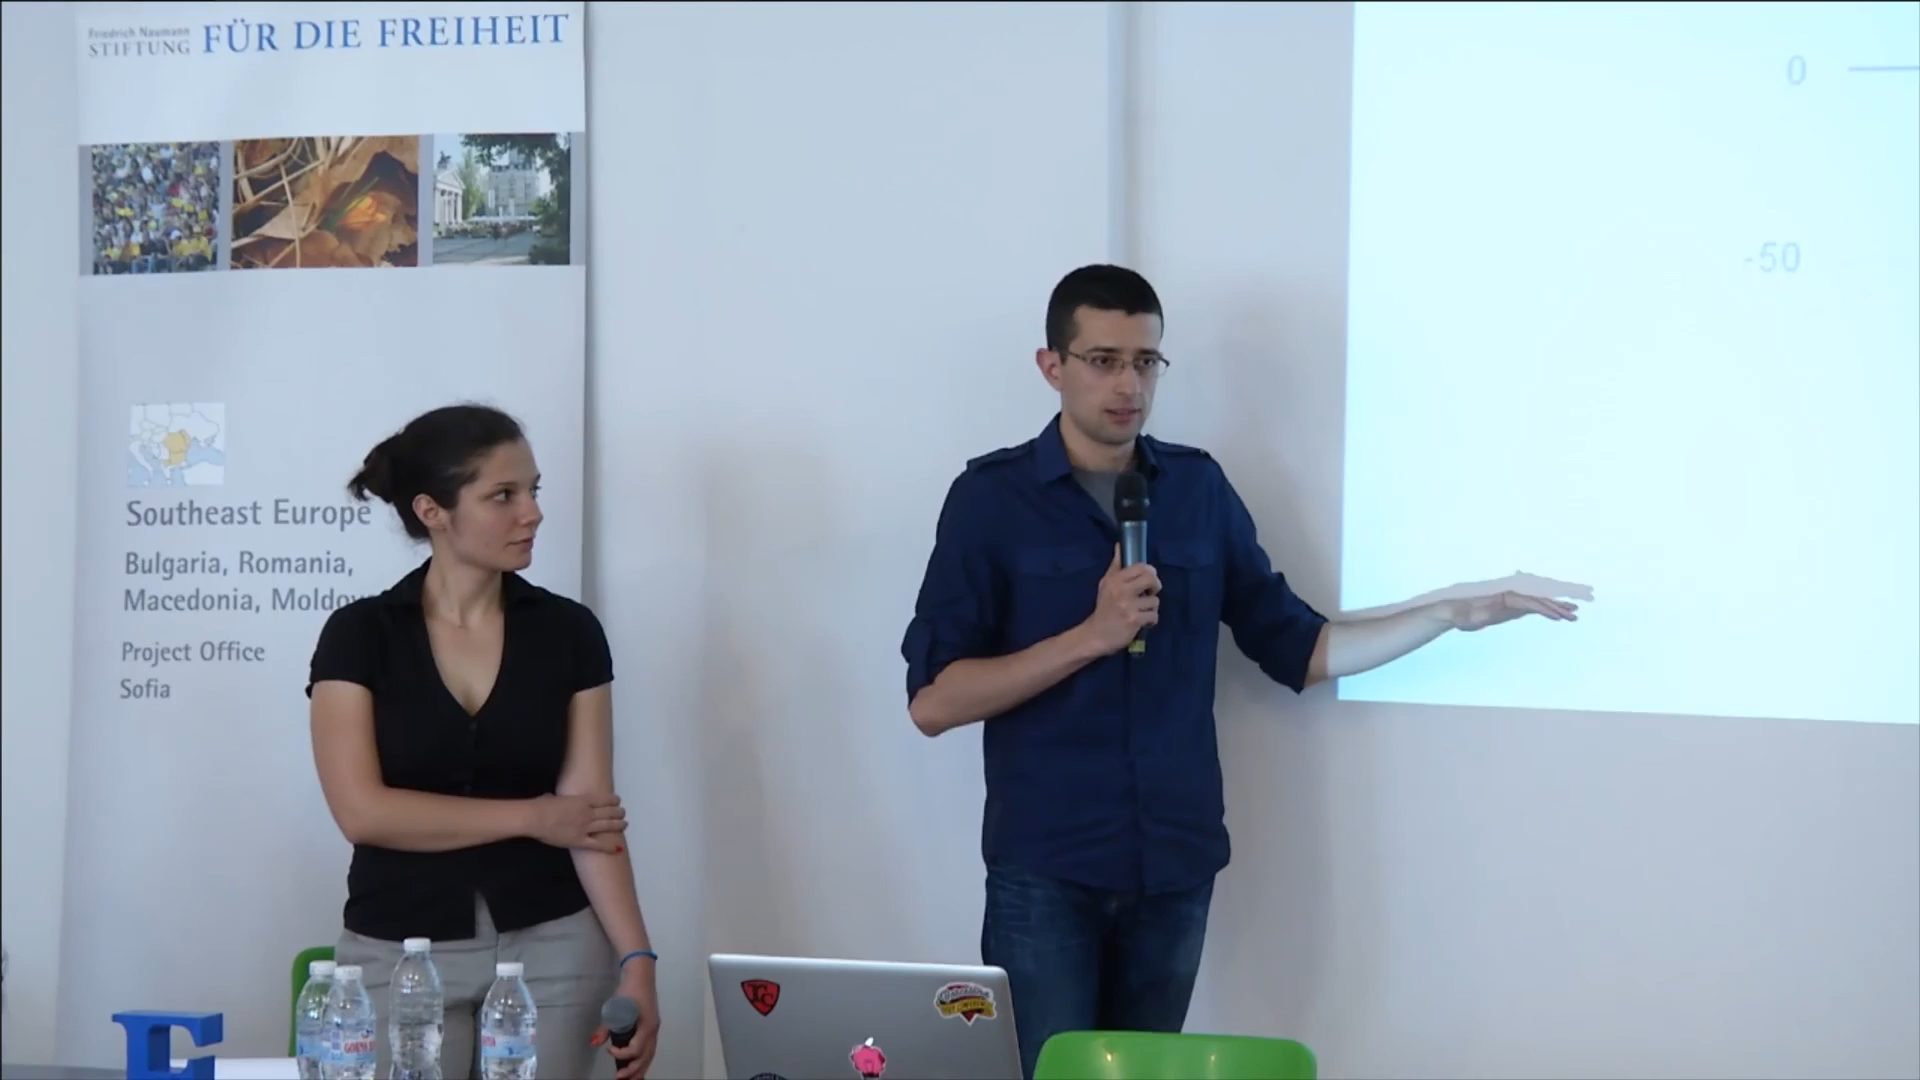 Friedrich Naumann
STIFTUNG FÜR DIE FREIHEIT
Southeast Europe
Bulgaria, Romania,
Macedonia, Moldov
Project Office
Sofia
0
-50